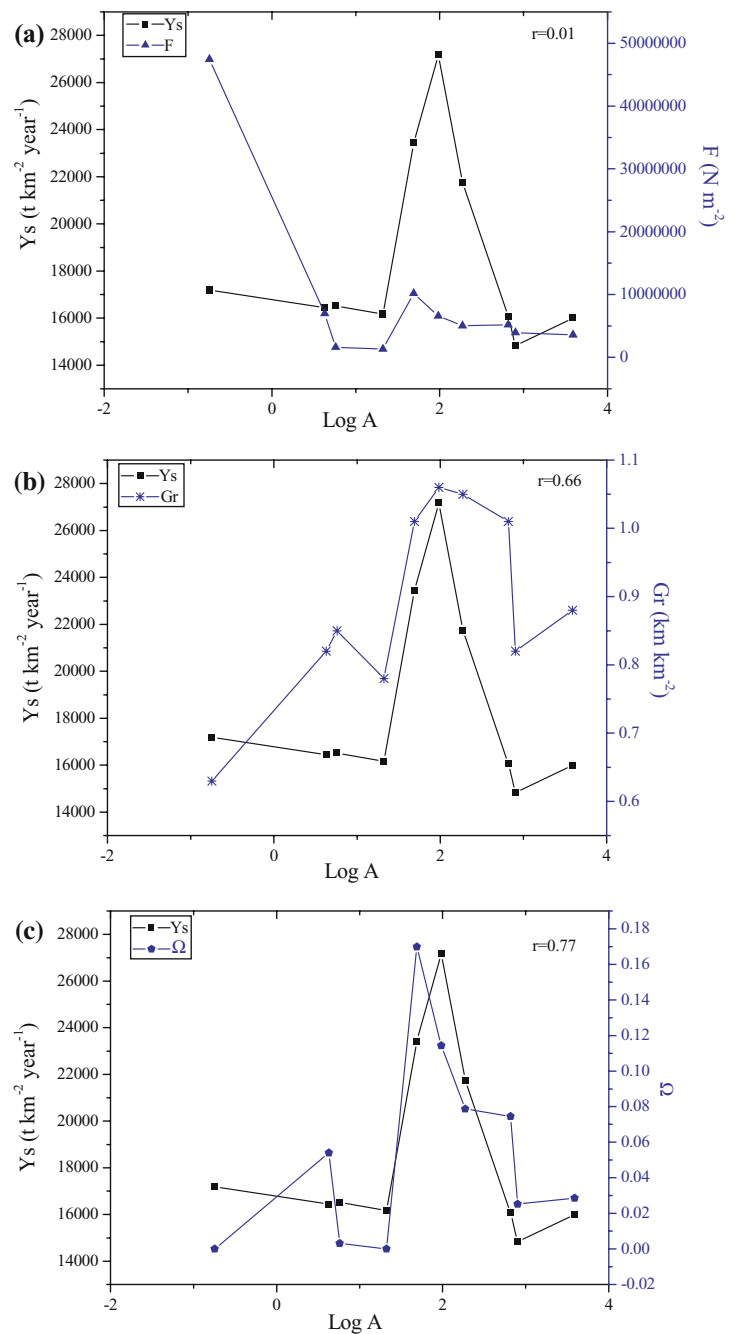 (a)
Ys
F
r=0.01
28000
26000
24000
22000
20000
18000
16000
14000
Ys (t km-2 year-1)
50000000
40000000
30000000
20000000
10000000
0
F (N m-2)
-2
0
2
4
Log A
(b)
Ys
Gr
r=0.66
28000
26000
24000
22000
20000
18000
16000
14000
Ys (t km-2 year-1)
1.1
1.0
0.9
0.8
0.7
0.6
Gr (km km-2)
-2
0
2
4
Log A
(c)
Ys
Ω
r=0.77
28000
26000
24000
22000
20000
18000
16000
14000
Ys (t km-2 year-1)
0.18
0.16
0.14
0.12
0.10
0.08
0.06
0.04
0.02
0.00
-0.02
Ω
-2
0
2
4
Log A